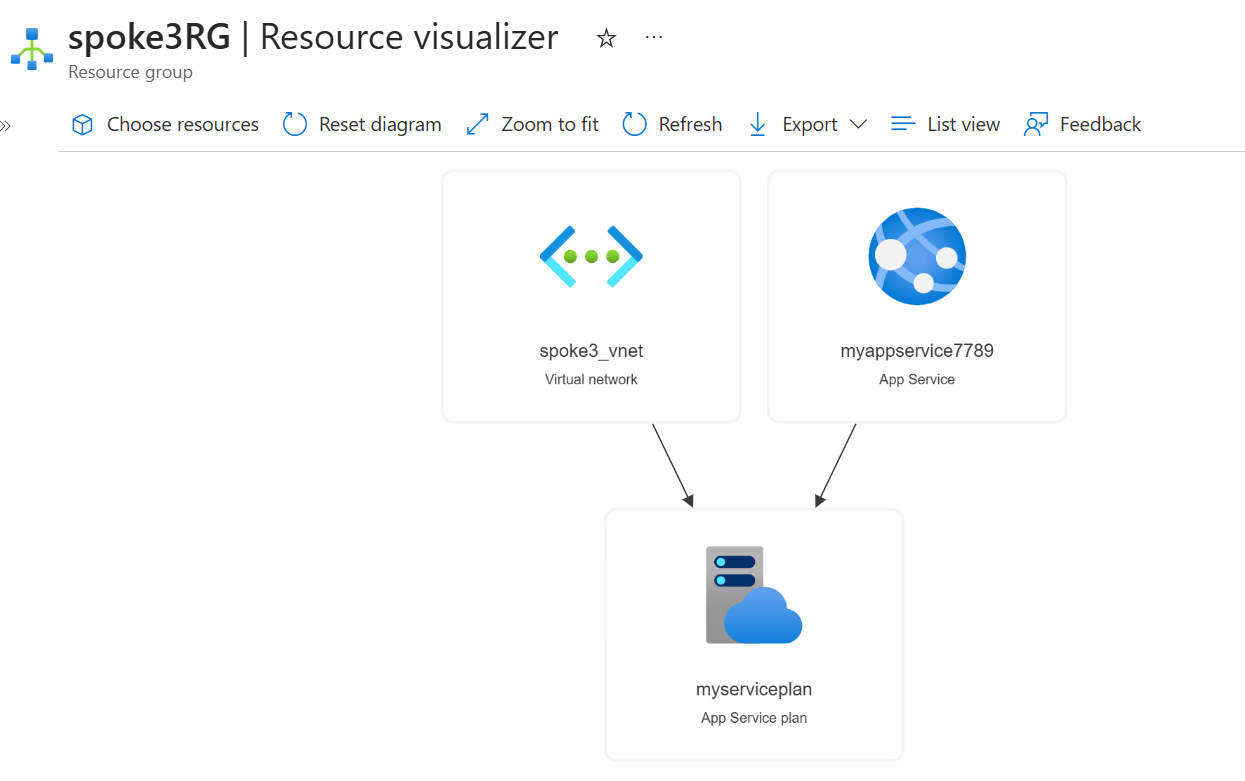 spoke3RG | Resource visualizer
Resource group
Choose resources Reset diagram Zoom to fit Refresh Export List view Feedback
spoke3_vnet
Virtual network
myappservice7789
App Service
myserviceplan
App Service plan